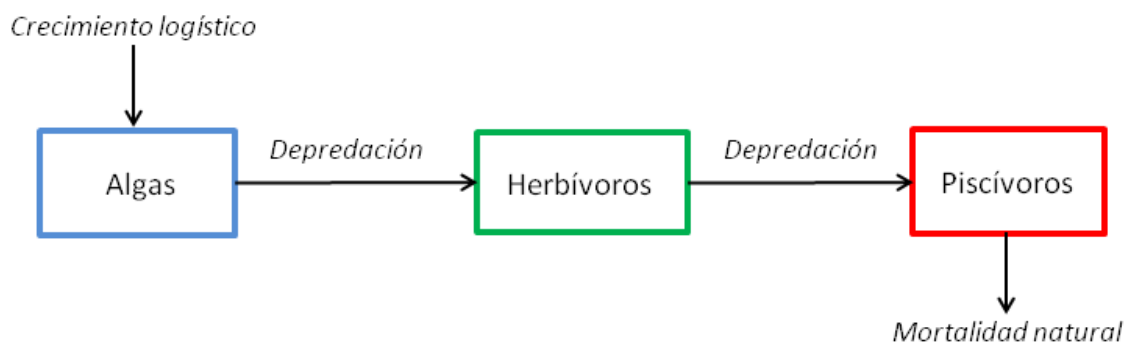 Crecimiento logístico
Depredación
Depredación
Algas
Herbívoros
Piscívoros
Mortalidad natural